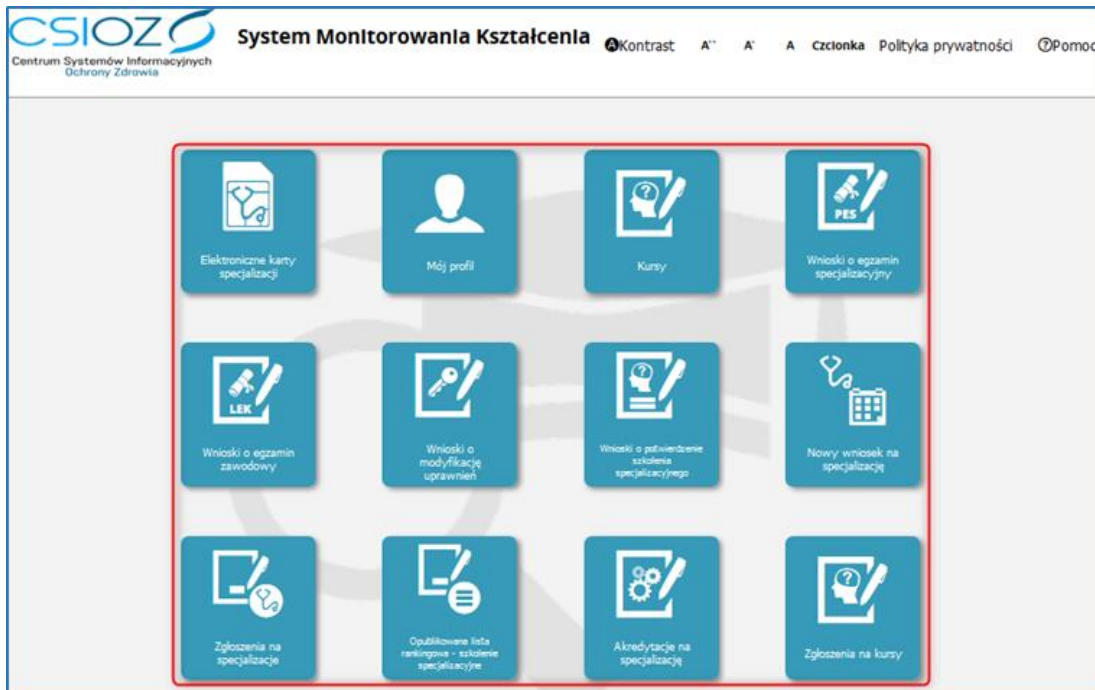 CSIOZ
Centrum Systemów Informacyjnych
Ochrony Zdrowia
System Monitorowania Kształcenia
AKontrast A++ A+ A Czcionka Polityka prywatności ?Pomoc
Elektroniczne karty
specjalizacji
Mój profil
Kursy
PES
Wnioski o egzamin
specjalizacyjny
LEK
Wnioski o egzamin
zawodowy
Wnioski o
modyfikację
uprawnień
Wnioski o potwierdzenie
szkolenia
specjalizacyjnego
Nowy wniosek na
specjalizację
Zgłoszenia na
specjalizacje
Opublikowane lista
rankingowa - szkolenie
specjalizacyjne
Akredytacje na
specjalizację
Zgłoszenia na kursy